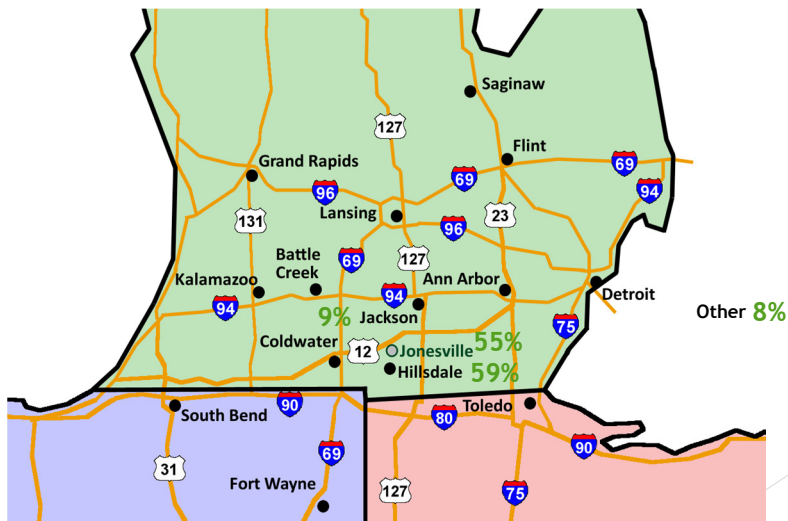 Saginaw
127
Flint
Grand Rapids
69
69
96
94
Lansing
131
23
96
Battle
Creek
69
127
Kalamazoo
Ann Arbor
94
94
Detroit
Jackson
9%
75
Other 8%
Coldwater
12
Jonesville 55%
Hillsdale 59%
South Bend
90
80
Toledo
90
69
31
Fort Wayne
127
75